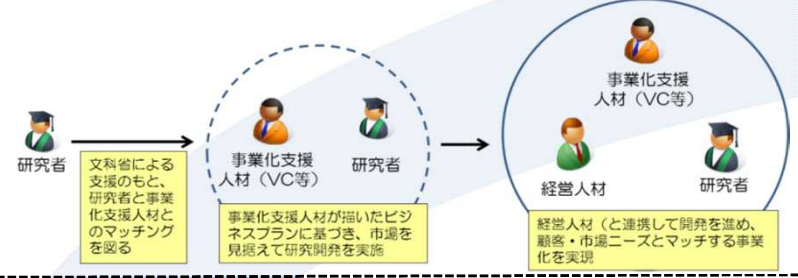 研究者
文科省による
支援のもと、
研究者と事業
化支援人材と
のマッチング
を図る
事業化支援
人材（VC等）
研究者
事業化支援人材が描いたビジ
ネスプランに基づき、市場を
見据えて研究開発を実施
事業化支援
人材（VC等）
経営人材
研究者
経営人材（と連携して開発を進め、
顧客・市場ニーズとマッチする事業
化を実現